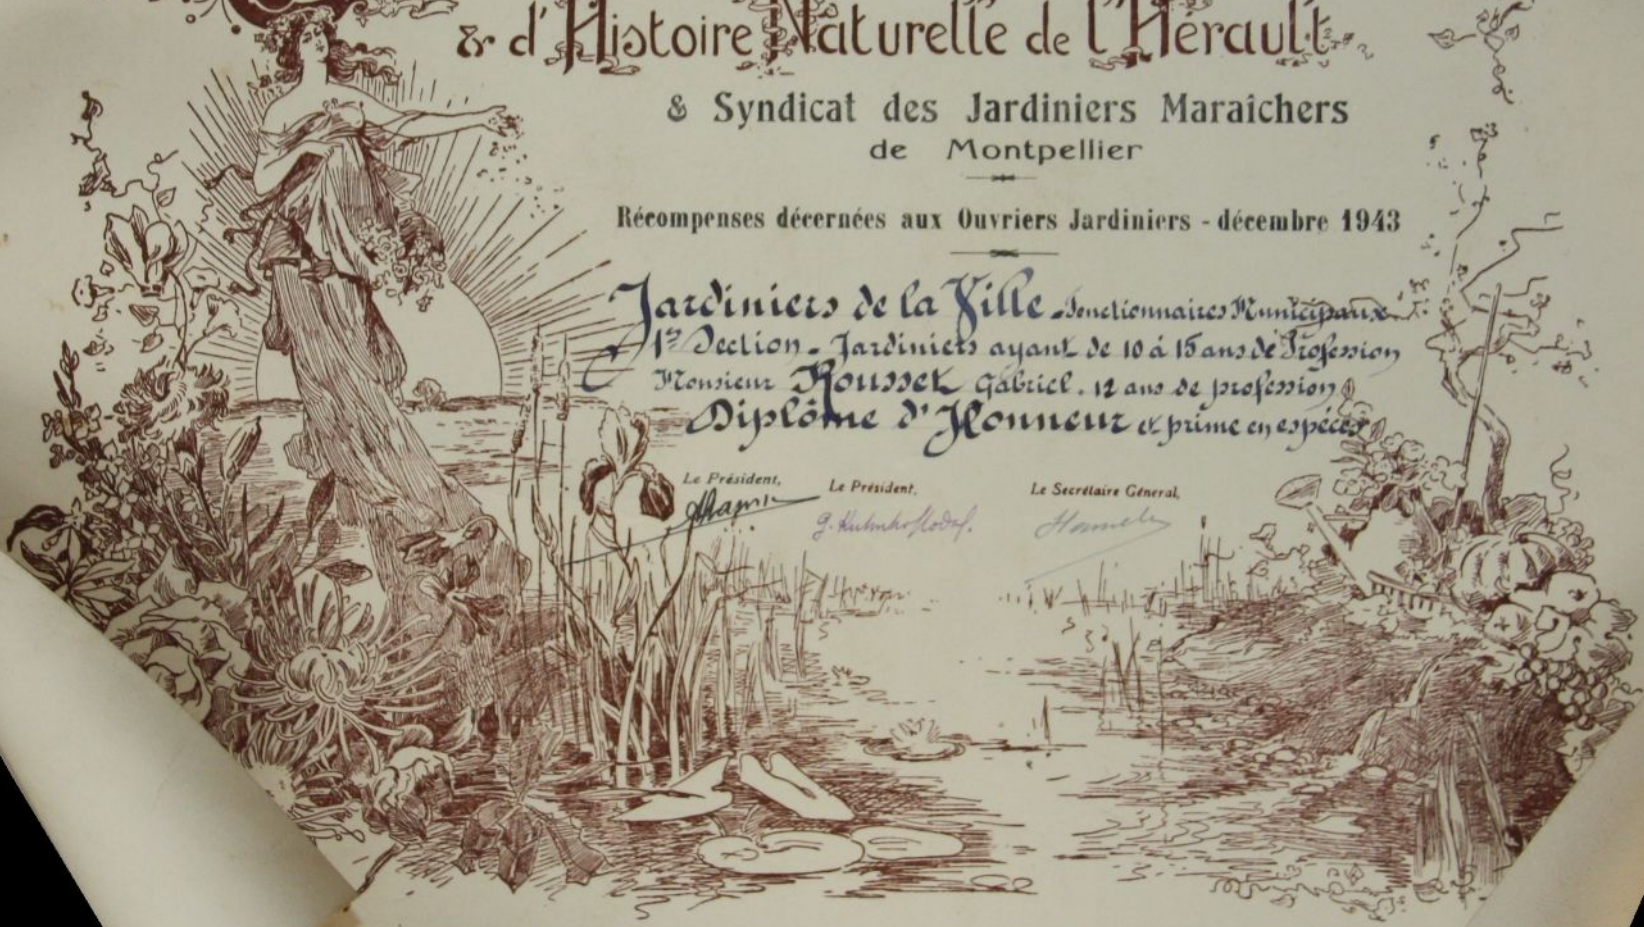 & d'Histoire Naturelle de l'Hérault
& Syndicat des Jardiniers Maraîchers
de Montpellier
Récompenses décernées aux Ouvriers Jardiniers - décembre 1943
Jardiniers de la Ville - Fonctionnaires Municipaux
1re Section - Jardiniers ayant de 10 à 15 ans de Profession
Monsieur Rousset Gabriel. 12 ans de profession
Diplôme d'Honneur et prime en espèces
Le Président, Le Président, Le Secrétaire Général,